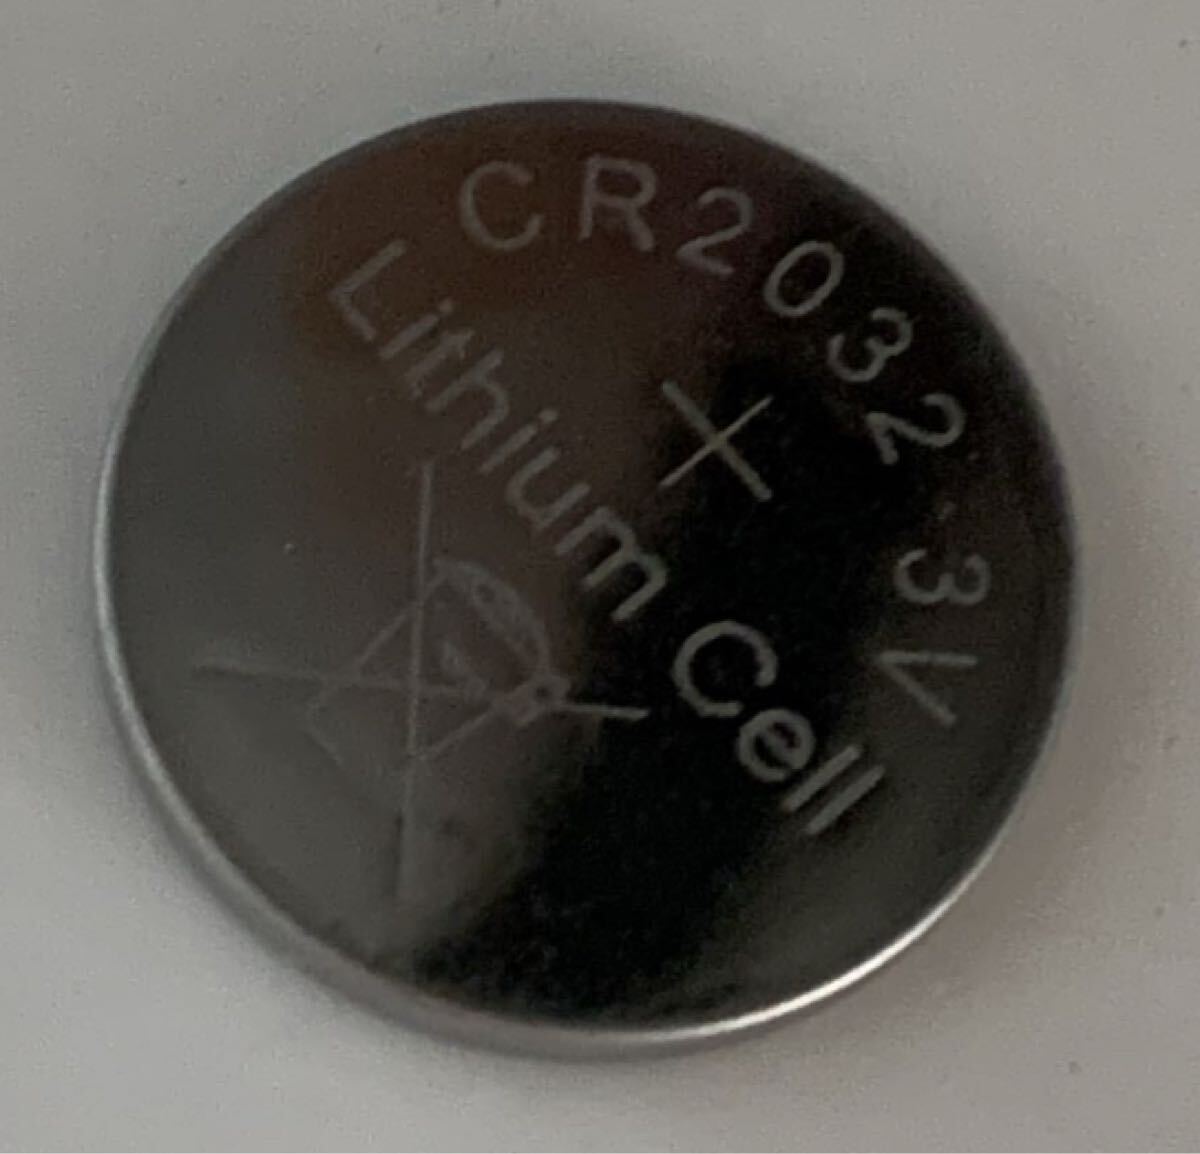 CR2032.3V
+
Lithium Cell